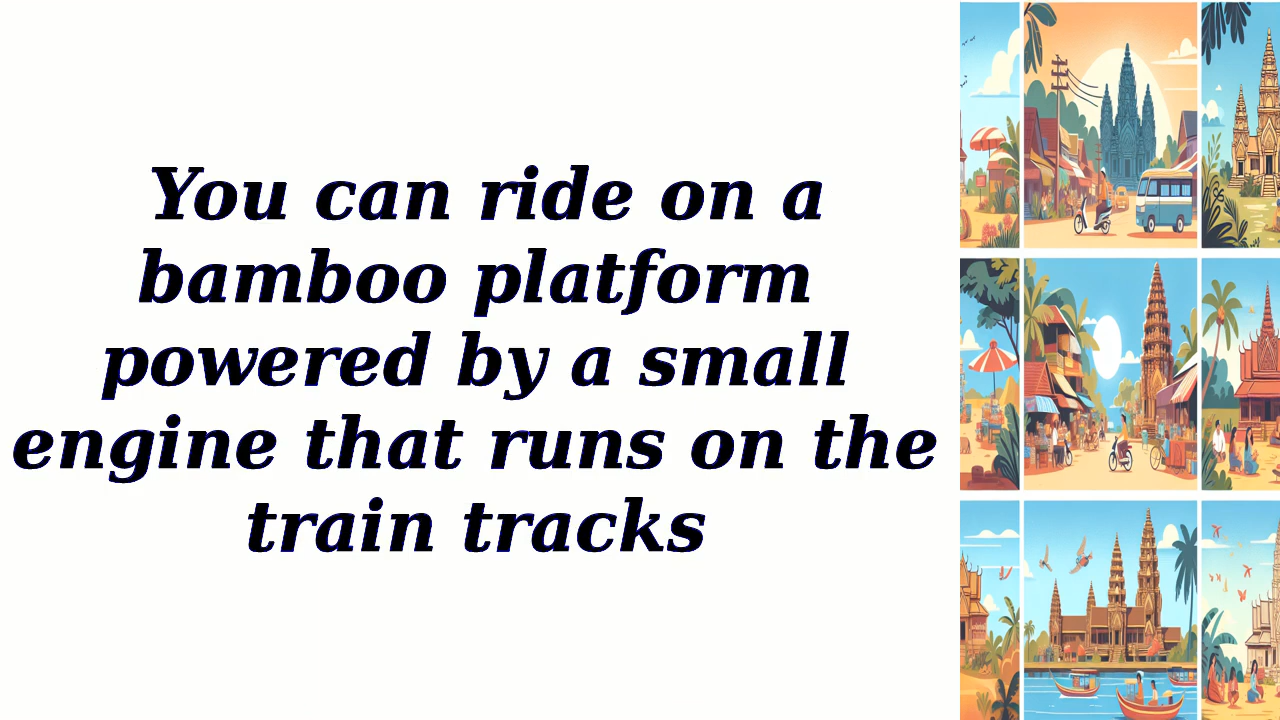 You can ride on a
bamboo platform
powered by a small
engine that runs on the
train tracks